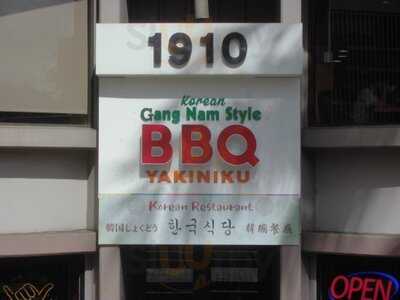 1910
Korean
Gang Nam Style
BBQ
YAKINIKU
Korean Restaurant
韓国しょくどう 한국식당 韓國餐廳
OPEN